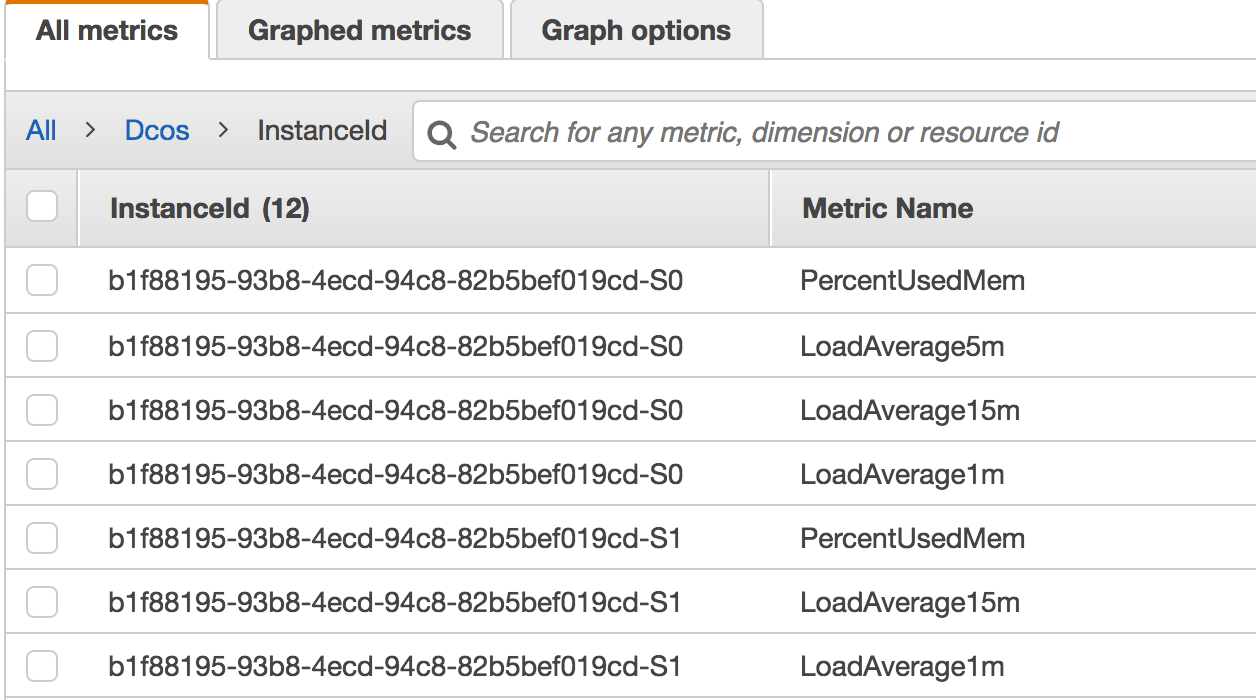 All metrics Graphed metrics Graph options
All > Dcos > InstanceId Search for any metric, dimension or resource id
InstanceId (12) Metric Name
b1f88195-93b8-4ecd-94c8-82b5bef019cd-S0 PercentUsedMem
b1f88195-93b8-4ecd-94c8-82b5bef019cd-S0 LoadAverage5m
b1f88195-93b8-4ecd-94c8-82b5bef019cd-S0 LoadAverage15m
b1f88195-93b8-4ecd-94c8-82b5bef019cd-S0 LoadAverage1m
b1f88195-93b8-4ecd-94c8-82b5bef019cd-S1 PercentUsedMem
b1f88195-93b8-4ecd-94c8-82b5bef019cd-S1 LoadAverage15m
b1f88195-93b8-4ecd-94c8-82b5bef019cd-S1 LoadAverage1m